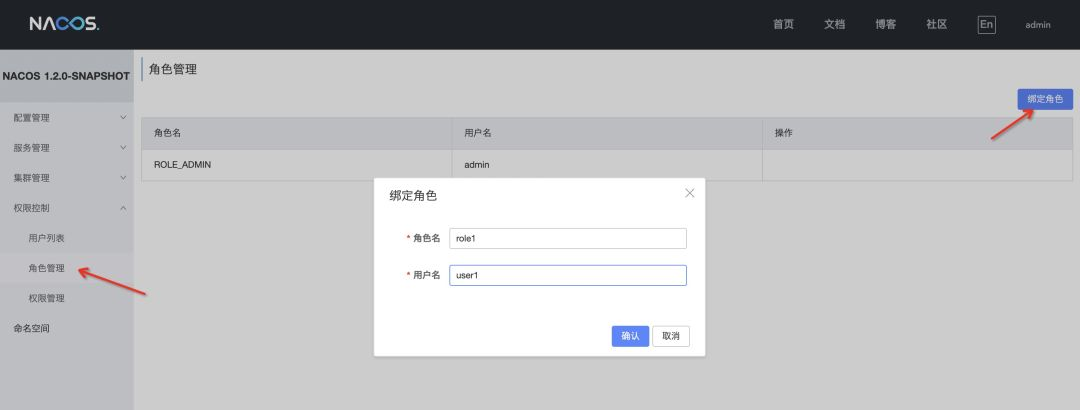 NACOS. 首页 文档 博客 社区 En admin
NACOS 1.2.0-SNAPSHOT
配置管理
服务管理
集群管理
权限控制
用户列表
角色管理
权限管理
命名空间
角色管理
绑定角色
角色名 用户名 操作
ROLE_ADMIN admin
绑定角色
* 角色名 role1
* 用户名 user1
确认 取消